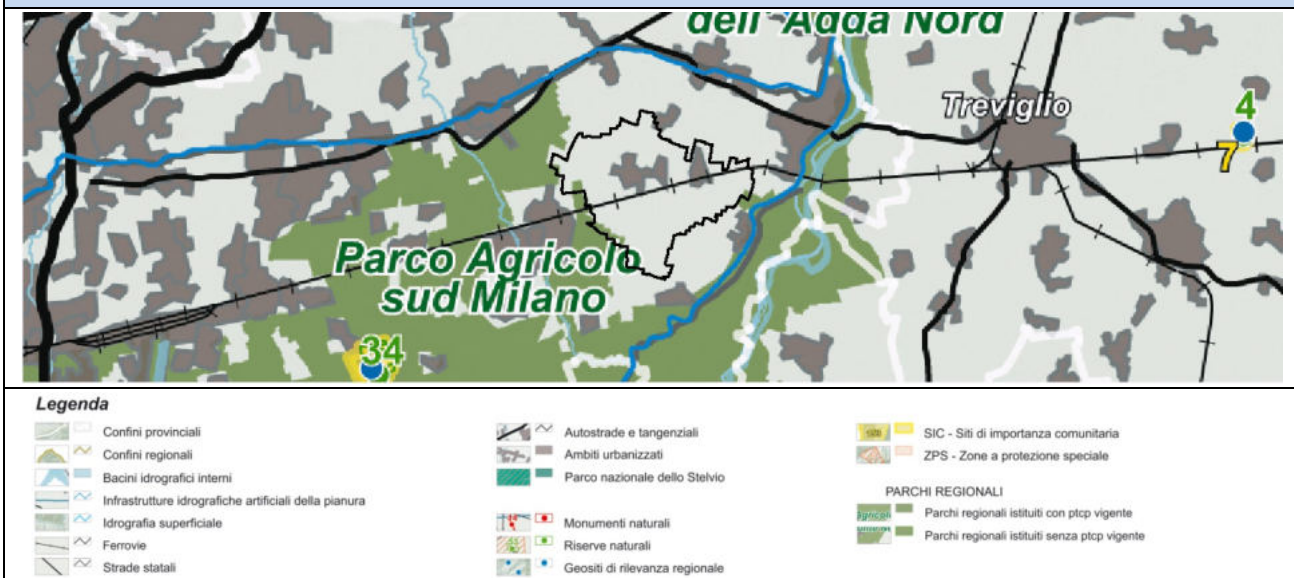 dell' Adda Nord
Treviglio
4
7
Parco Agricolo
sud Milano
34
Legenda
Confini provinciali
Confini regionali
Bacini idrografici interni
Infrastrutture idrografiche artificiali della pianura
Idrografia superficiale
Ferrovie
Strade statali
Autostrade e tangenziali
Ambiti urbanizzati
Parco nazionale dello Stelvio
Monumenti naturali
Riserve naturali
Geositi di rilevanza regionale
SIC - Siti di importanza comunitaria
ZPS - Zone a protezione speciale
PARCHI REGIONALI
Parchi regionali istituiti con ptcp vigente
Parchi regionali istituiti senza ptcp vigente